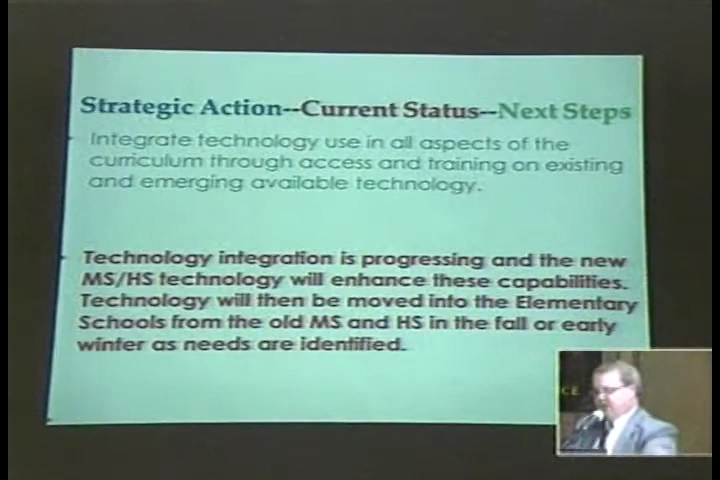 Strategic Action--Current Status--Next Steps
Integrate technology use in all aspects of the
curriculum through access and training on existing
and emerging available technology.
Technology integration is progressing and the new
MS/HS technology will enhance these capabilities.
Technology will then be moved into the Elementary
Schools from the old MS and HS in the fall or early
winter as needs are identified.
CE